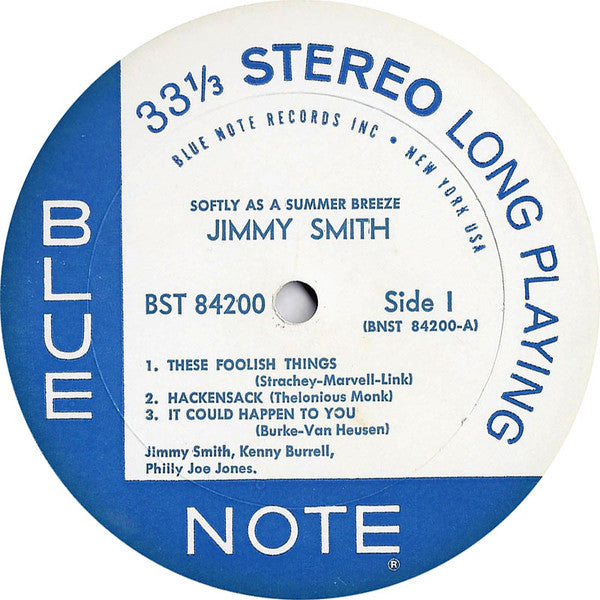 33⅓ STEREO LONG PLAYING
BLUE NOTE RECORDS INC • NEW YORK USA
SOFTLY AS A SUMMER BREEZE
JIMMY SMITH
BST 84200
Side 1
(BNST 84200-A)
1. THESE FOOLISH THINGS
(Strachey-Marvell-Link)
2. HACKENSACK (Thelonious Monk)
3. IT COULD HAPPEN TO YOU
(Burke-Van Heusen)
Jimmy Smith, Kenny Burrell,
Philly Joe Jones.
BLUE
NOTE
®